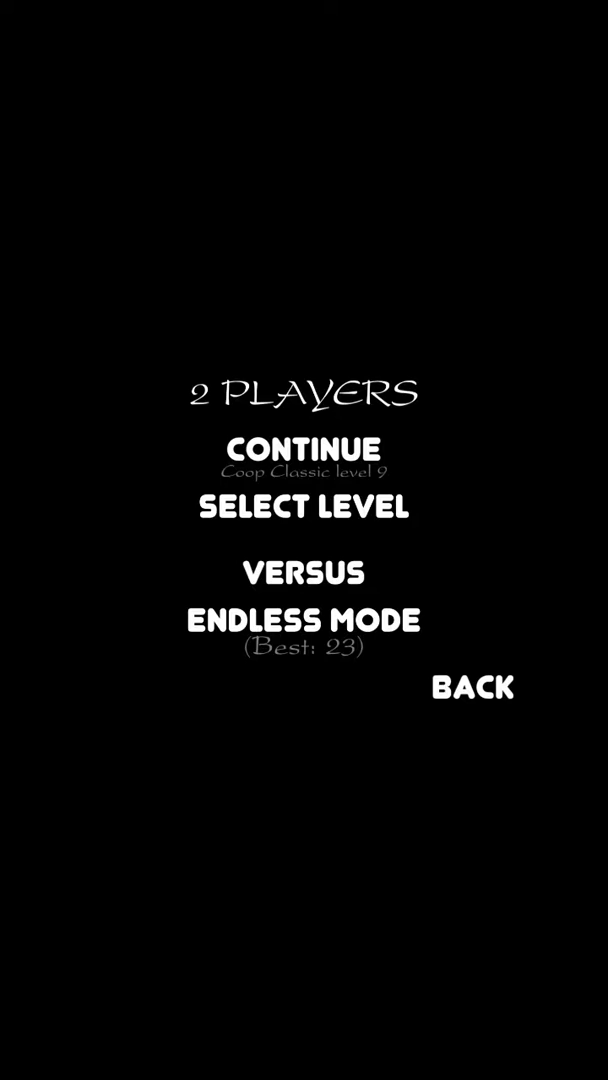 2 PLAYERS
CONTINUE
Coop Classic level 9
SELECT LEVEL
VERSUS
ENDLESS MODE
(Best: 23)
BACK